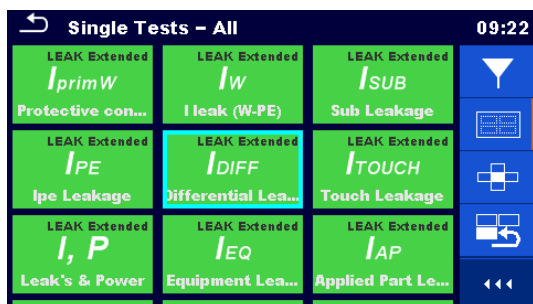 Single Tests – All 09:22
LEAK Extended LEAK Extended LEAK Extended
IprimW IW ISUB
Protective con... I leak (W-PE) Sub Leakage
LEAK Extended LEAK Extended LEAK Extended
IPE IDIFF ITOUCH
Ipe Leakage Differential Lea... Touch Leakage
LEAK Extended LEAK Extended LEAK Extended
I, P IEQ IAP
Leak's & Power Equipment Lea... Applied Part Le...